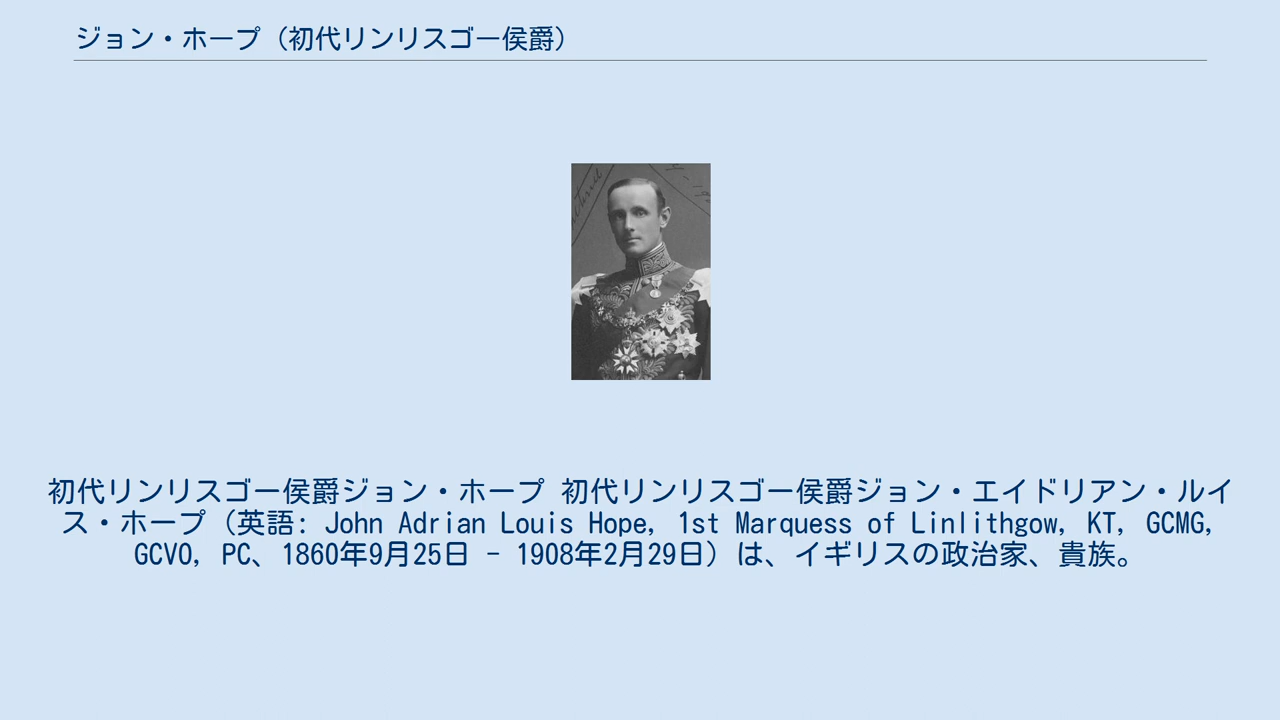 ジョン・ホープ（初代リンリスゴー侯爵）
初代リンリスゴー侯爵ジョン・ホープ 初代リンリスゴー侯爵ジョン・エイドリアン・ルイ
ス・ホープ（英語: John Adrian Louis Hope, 1st Marquess of Linlithgow, KT, GCMG,
GCVO, PC、1860年9月25日 - 1908年2月29日）は、イギリスの政治家、貴族。